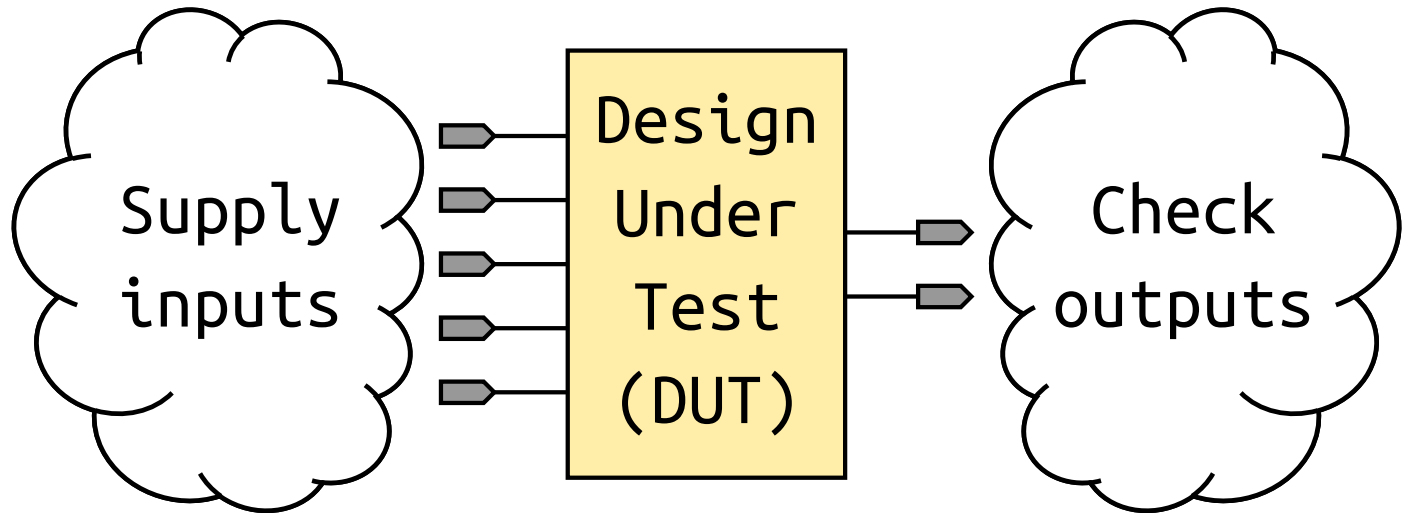 Supply
inputs
Design
Under
Test
(DUT)
Check
outputs